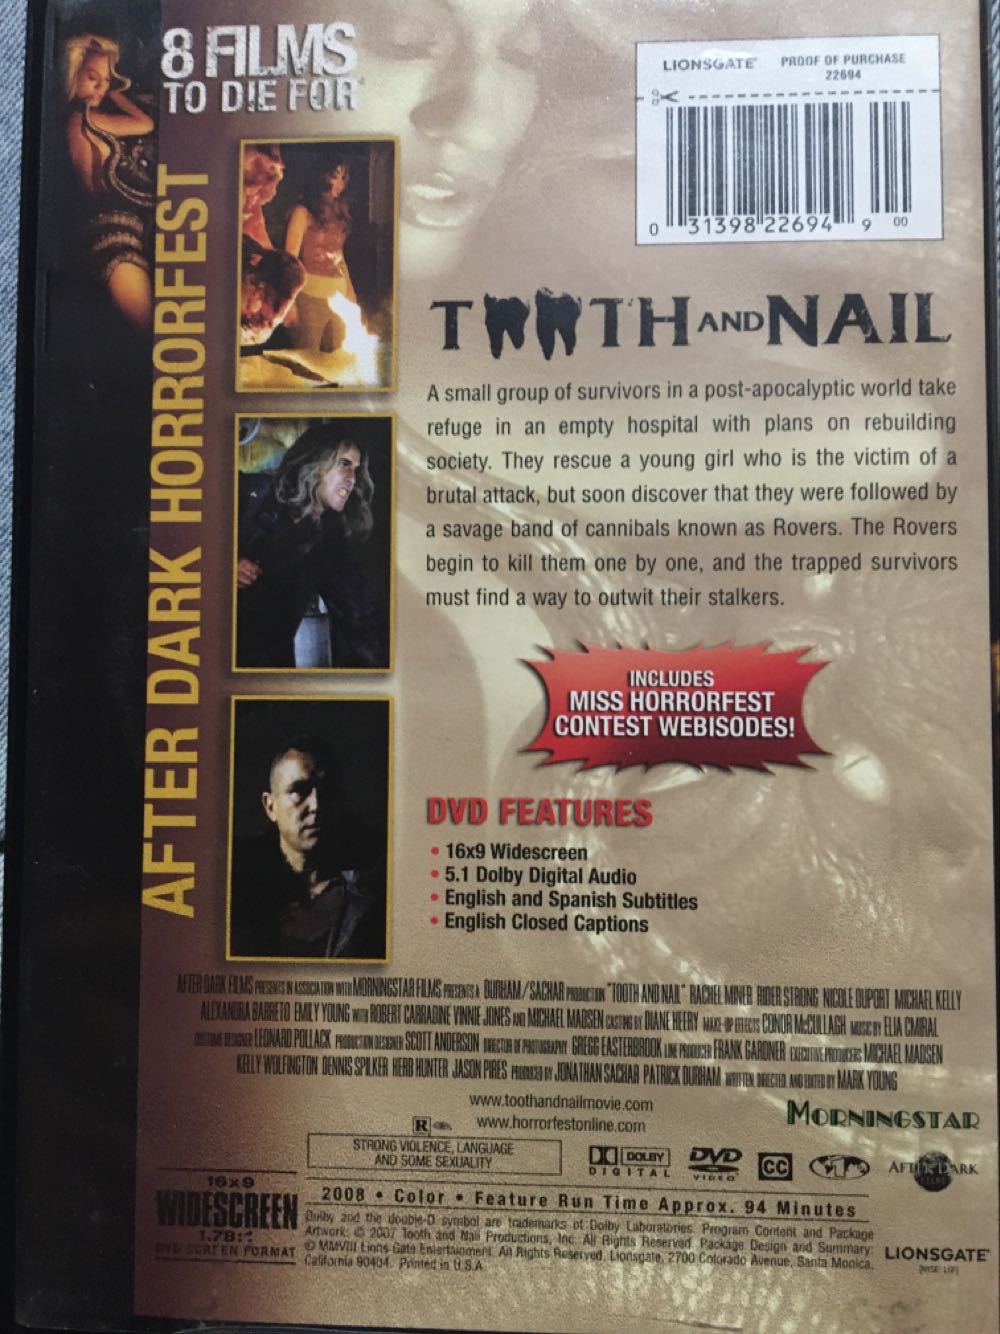 8 FILMS
TO DIE FOR
AFTER DARK HORRORFEST
LIONSGATE PROOF OF PURCHASE
22694
0 31398 22694 9 00
TOOTH AND NAIL
A small group of survivors in a post-apocalyptic world take
refuge in an empty hospital with plans on rebuilding
society. They rescue a young girl who is the victim of a
brutal attack, but soon discover that they were followed by
a savage band of cannibals known as Rovers. The Rovers
begin to kill them one by one, and the trapped survivors
must find a way to outwit their stalkers.
INCLUDES
MISS HORRORFEST
CONTEST WEBISODES!
DVD FEATURES
• 16x9 Widescreen
• 5.1 Dolby Digital Audio
• English and Spanish Subtitles
• English Closed Captions
AFTER DARK FILMS PRESENTS IN ASSOCIATION WITH MORNINGSTAR FILMS PRESENTS A DURHAM/SACHAR PRODUCTION "TOOTH AND NAIL" RACHEL MINER RIDER STRONG NICOLE DUPORT MICHAEL KELLY
ALEXANDRA BARRETO EMILY YOUNG WITH ROBERT CARRADINE VINNIE JONES AND MICHAEL MADSEN CASTING BY DIANE HEERY MAKE-UP EFFECTS CONOR McCULLAGH MUSIC BY ELIA CMIRAL
COSTUME DESIGNER LEONARD POLLACK PRODUCTION DESIGNER SCOTT ANDERSON DIRECTOR OF PHOTOGRAPHY GREGG EASTERBROOK LINE PRODUCER FRANK GARDNER EXECUTIVE PRODUCERS MICHAEL MADSEN
KELLY WOLFINGTON DENNIS SPILKER HERB HUNTER JASON PIRES PRODUCED BY JONATHAN SACHAR PATRICK DURHAM WRITTEN, DIRECTED, AND EDITED BY MARK YOUNG
www.toothandnailmovie.com
www.horrorfestonline.com
MORNINGSTAR
R
STRONG VIOLENCE, LANGUAGE
AND SOME SEXUALITY
DOLBY
DIGITAL
DVD
VIDEO
CC
AFTER DARK
FILMS
16x9
WIDESCREEN
1.78:1
DVD SCREEN FORMAT
2008 • Color • Feature Run Time Approx. 94 Minutes
Dolby and the double-D symbol are trademarks of Dolby Laboratories. Program Content and Package
Artwork: © 2007 Tooth and Nail Productions, Inc. All Rights Reserved. Package Design and Summary:
© MMVIII Lions Gate Entertainment. All Rights Reserved. Lionsgate, 2700 Colorado Avenue, Santa Monica,
California 90404. Printed in U.S.A.
LIONSGATE
[NYSE: LGF]